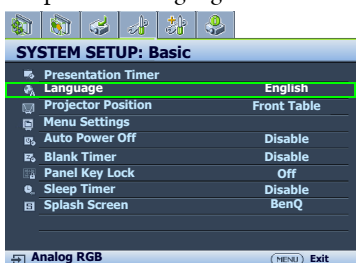 SYSTEM SETUP: Basic
Presentation Timer
Language English
Projector Position Front Table
Menu Settings
Auto Power Off Disable
Blank Timer Disable
Panel Key Lock Off
Sleep Timer Disable
Splash Screen BenQ
Analog RGB MENU Exit